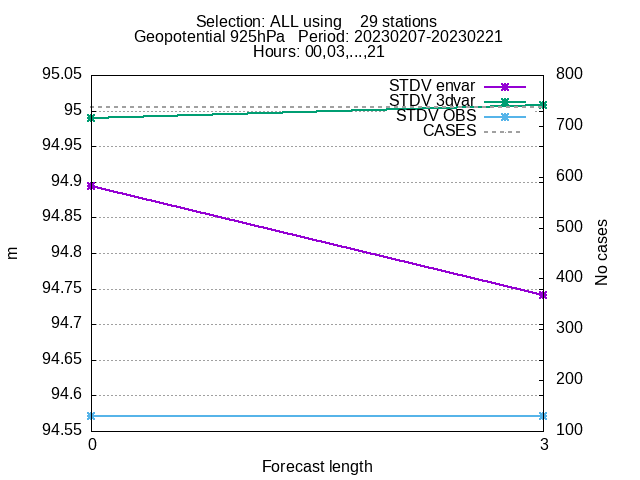 Selection: ALL using    29 stations
Geopotential 925hPa   Period: 20230207-20230221
Hours: 00,03,...,21
95.05
95
94.95
94.9
94.85
94.8
94.75
94.7
94.65
94.6
94.55
m
800
700
600
500
400
300
200
100
No cases
STDV envar
STDV 3dvar
STDV OBS
CASES
0
3
Forecast length